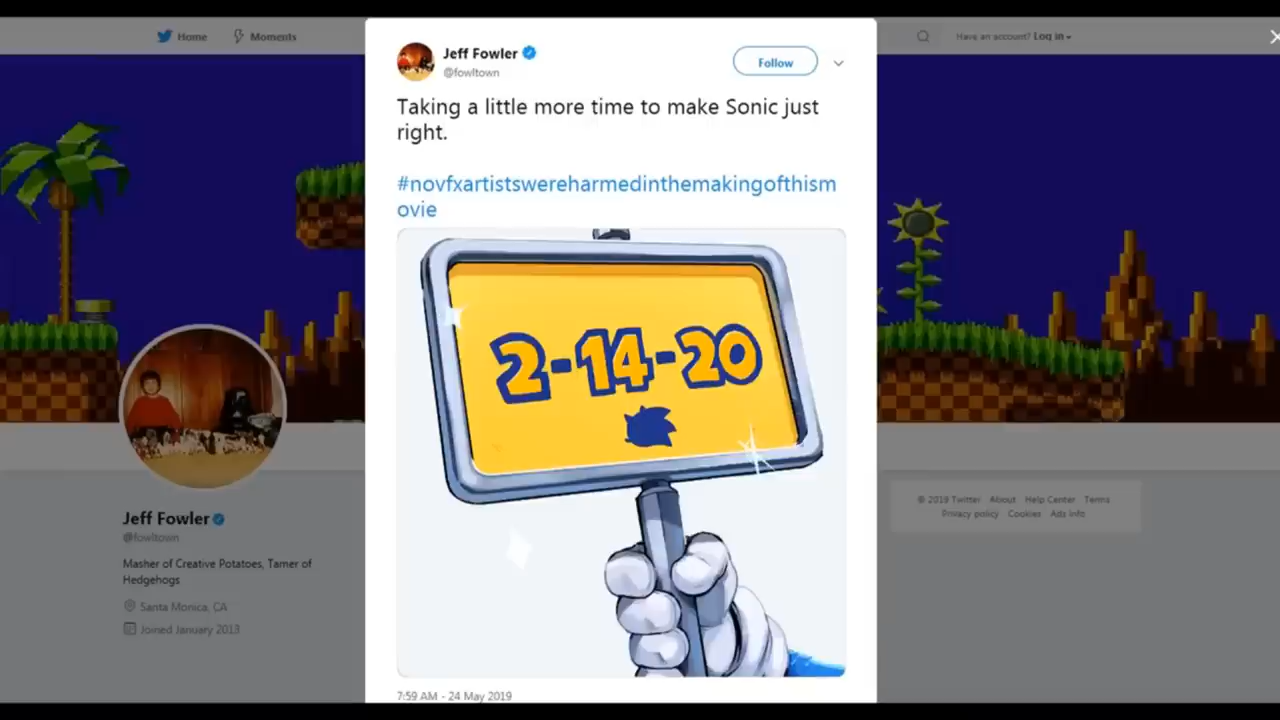 Home Moments
Have an account? Log in
Jeff Fowler
@fowltown
Follow
Taking a little more time to make Sonic just
right.
#novfxartistswereharmedinthemakingofthism
ovie
2-14-20
7:59 AM - 24 May 2019
Jeff Fowler
@fowltown
Masher of Creative Potatoes, Tamer of
Hedgehogs
Santa Monica, CA
Joined January 2013
© 2019 Twitter About Help Center Terms
Privacy policy Cookies Ads info